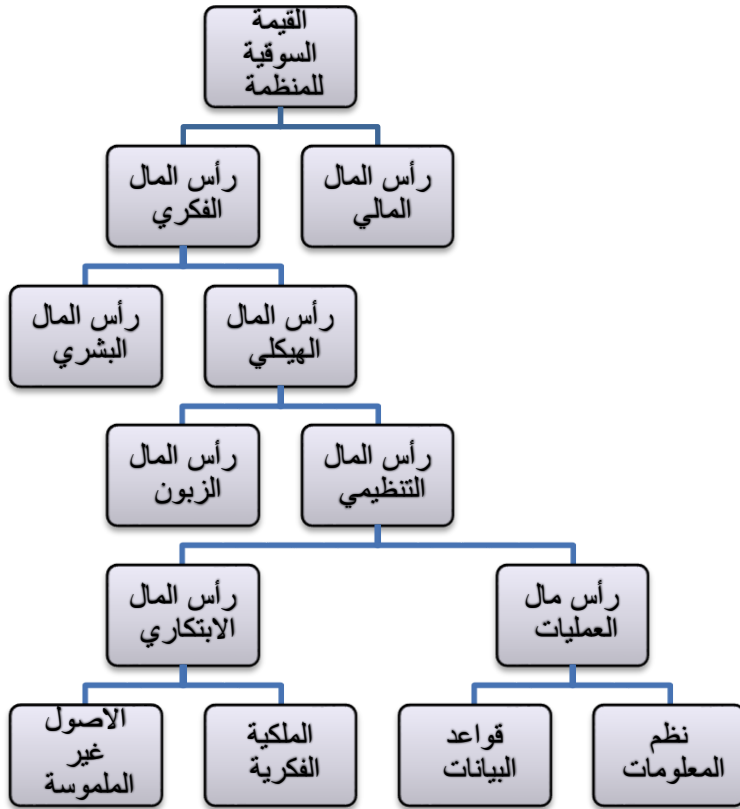 القيمة
السوقية
للمنظمة
رأس المال
المالي
رأس المال
الفكري
رأس المال
الهيكلي
رأس المال
البشري
رأس المال
التنظيمي
رأس المال
الزبون
رأس مال
العمليات
رأس المال
الابتكاري
نظم
المعلومات
قواعد
البيانات
الملكية
الفكرية
الاصول
غير
الملموسة